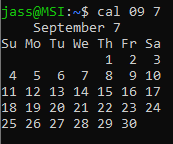 jass@MSI:~$ cal 09 7
   September 7
Su Mo Tu We Th Fr Sa
             1  2  3
 4  5  6  7  8  9 10
11 12 13 14 15 16 17
18 19 20 21 22 23 24
25 26 27 28 29 30